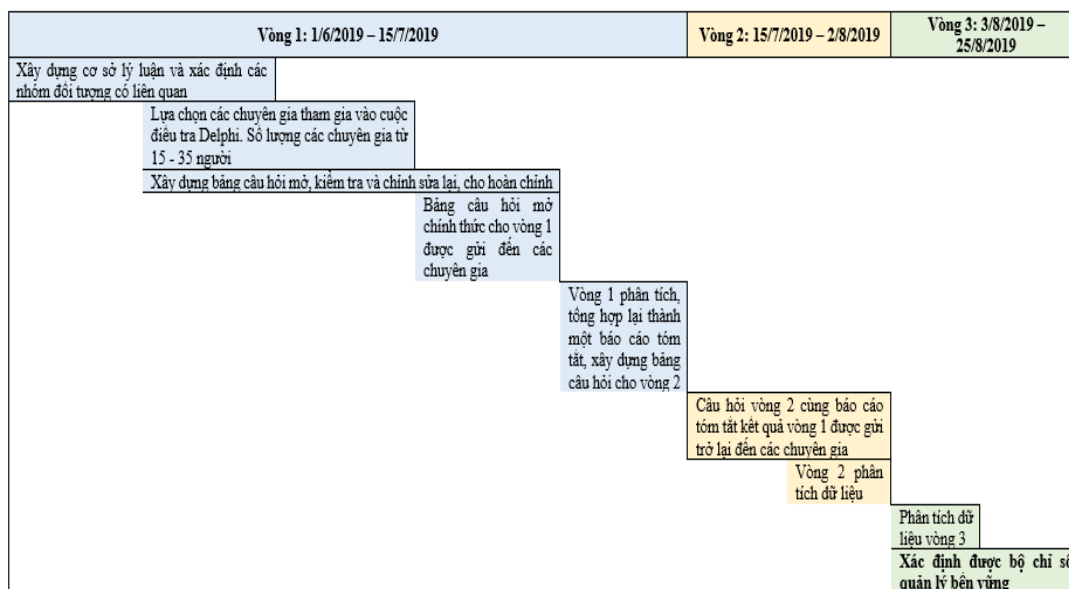 Vòng 1: 1/6/2019 – 15/7/2019
Vòng 2: 15/7/2019 – 2/8/2019
Vòng 3: 3/8/2019 –
25/8/2019
Xây dựng cơ sở lý luận và xác định các
nhóm đối tượng có liên quan
Lựa chọn các chuyên gia tham gia vào cuộc
điều tra Delphi. Số lượng các chuyên gia từ
15 - 35 người
Xây dựng bảng câu hỏi mở, kiểm tra và chỉnh sửa lại, cho hoàn chỉnh
Bảng câu hỏi mở
chính thức cho vòng 1
được gửi đến các
chuyên gia
Vòng 1 phân tích,
tổng hợp lại thành
một báo cáo tóm
tắt, xây dựng bảng
câu hỏi cho vòng 2
Câu hỏi vòng 2 cùng báo cáo
tóm tắt kết quả vòng 1 được gửi
trở lại đến các chuyên gia
Vòng 2 phân
tích dữ liệu
Phân tích dữ
liệu vòng 3
Xác định được bộ chỉ số
quản lý bền vững